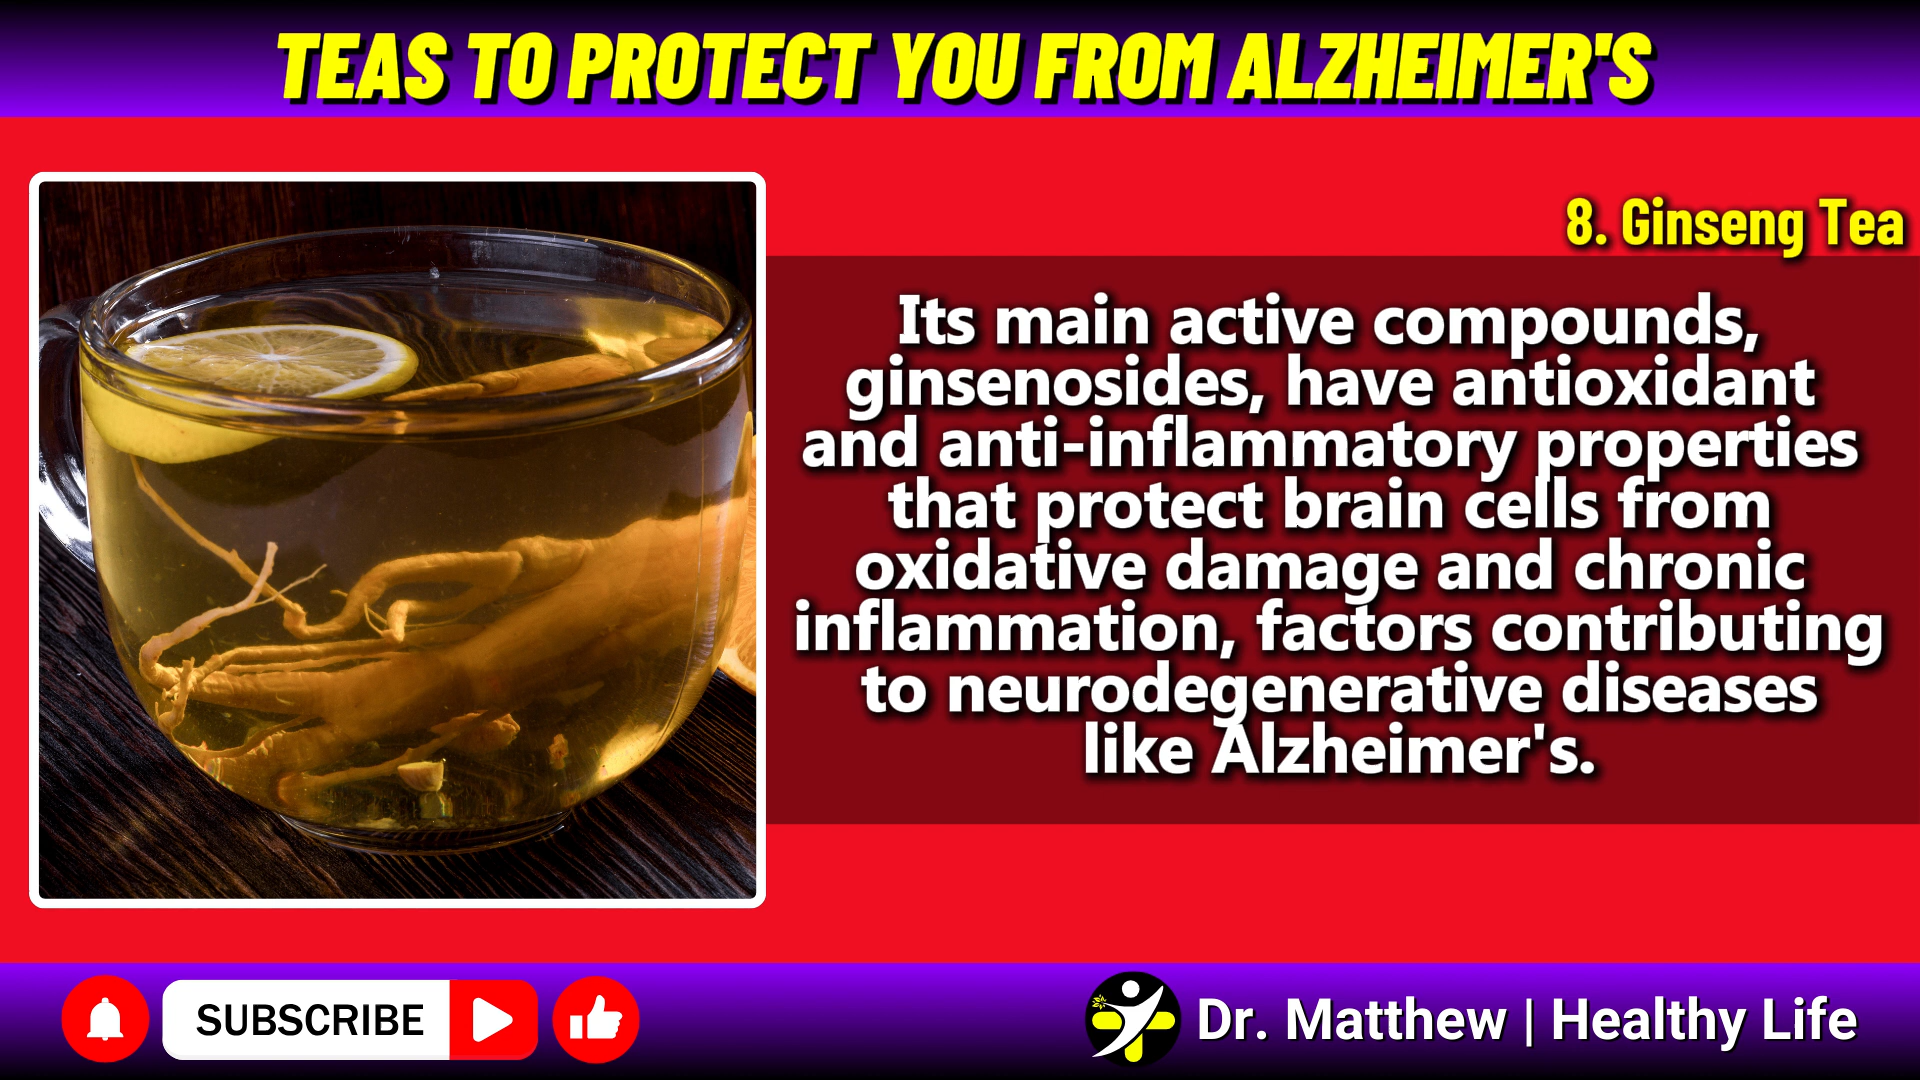 TEAS TO PROTECT YOU FROM ALZHEIMER'S
8. Ginseng Tea
Its main active compounds,
ginsenosides, have antioxidant
and anti-inflammatory properties
that protect brain cells from
oxidative damage and chronic
inflammation, factors contributing
to neurodegenerative diseases
like Alzheimer's.
SUBSCRIBE
Dr. Matthew | Healthy Life